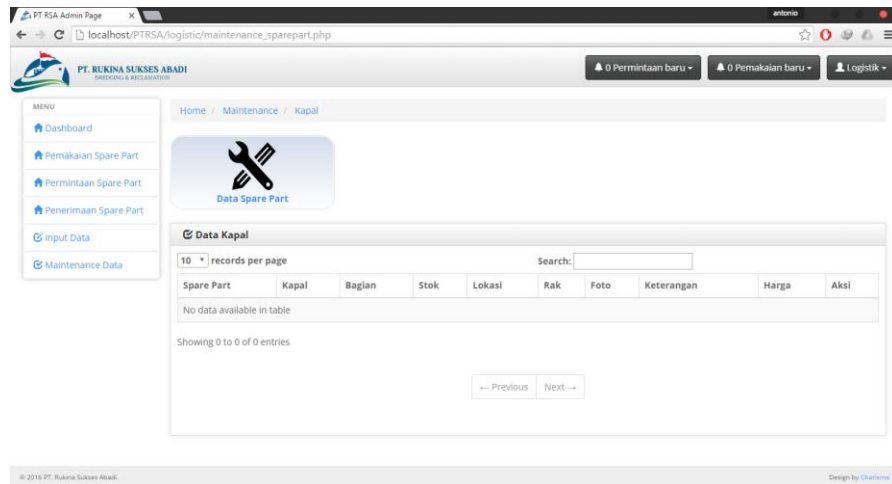 PT RSA Admin Page
antonio
localhost/PTRSA/logistic/maintenance_sparepart.php
PT. RUKINA SUKSES ABADI
DREDGING & RECLAMATION
0 Permintaan baru
0 Pemakaian baru
Logistik
MENU
Dashboard
Pemakaian Spare Part
Permintaan Spare Part
Penerimaan Spare Part
Input Data
Maintenance Data
Home / Maintenance / Kapal
Data Spare Part
Data Kapal
10 records per page
Search:
Spare Part Kapal Bagian Stok Lokasi Rak Foto Keterangan Harga Aksi
No data available in table
Showing 0 to 0 of 0 entries
← Previous Next →
© 2016 PT. Rukina Sukses Abadi.
Design by Charisma